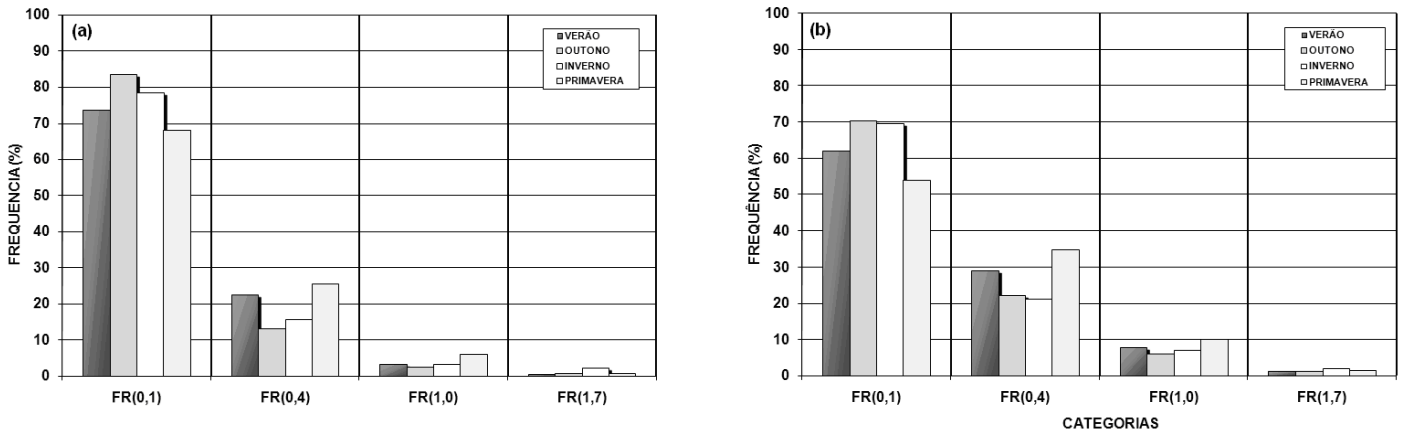 (a)
VERÃO
OUTONO
INVERNO
PRIMAVERA
FREQUENCIA (%)
100
90
80
70
60
50
40
30
20
10
0
FR(0,1)
FR(0,4)
FR(1,0)
FR(1,7)
(b)
VERÃO
OUTONO
INVERNO
PRIMAVERA
FREQUÊNCIA (%)
100
90
80
70
60
50
40
30
20
10
0
FR(0,1)
FR(0,4)
FR(1,0)
FR(1,7)
CATEGORIAS